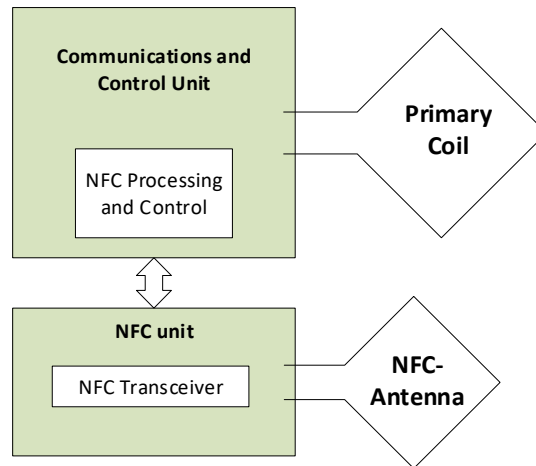 Communications and
Control Unit
Primary
Coil
NFC Processing
and Control
NFC unit
NFC Transceiver
NFC-
Antenna